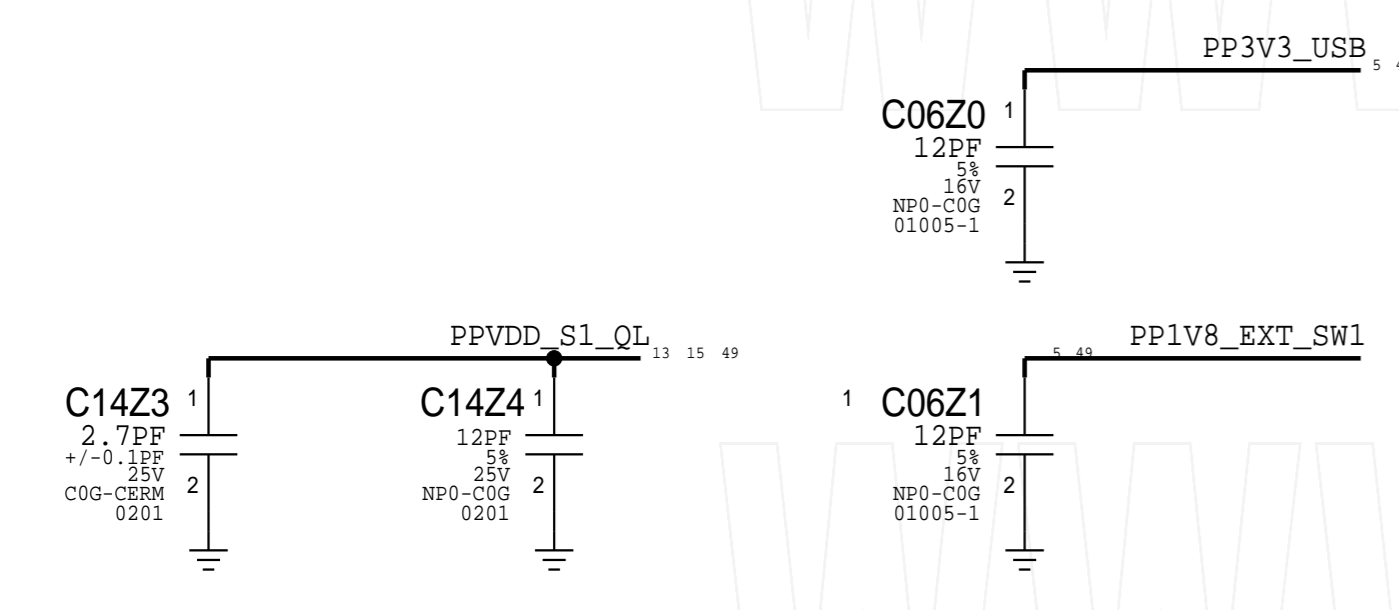 PP3V3_USB
5
C06Z0 1
12PF
5%
16V
NP0-C0G
01005-1
2
PPVDD_S1_QL
13 15 49
C14Z3 1
2.7PF
+/-0.1PF
25V
C0G-CERM
0201
2
C14Z4 1
12PF
5%
25V
NP0-C0G
0201
2
PP1V8_EXT_SW1
5 49
1
C06Z1
12PF
5%
16V
NP0-C0G
01005-1
2